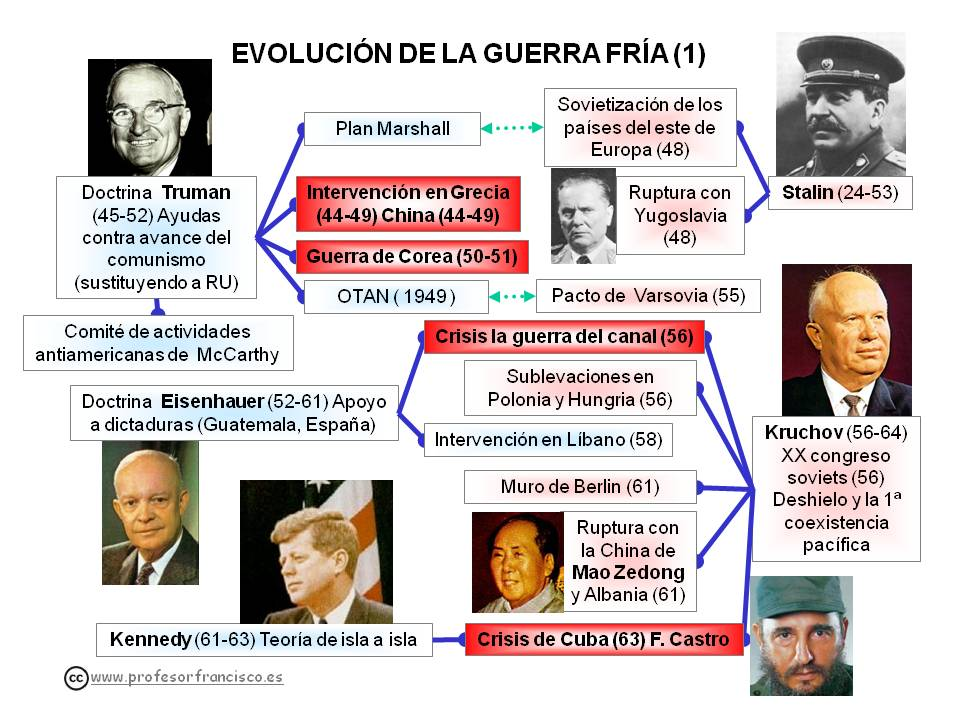 EVOLUCIÓN DE LA GUERRA FRÍA (1)
Plan Marshall
Sovietización de los
países del este de
Europa (48)
Doctrina Truman
(45-52) Ayudas
contra avance del
comunismo
(sustituyendo a RU)
Intervención en Grecia
(44-49) China (44-49)
Ruptura con
Yugoslavia
(48)
Stalin (24-53)
Guerra de Corea (50-51)
OTAN ( 1949 )
Pacto de Varsovia (55)
Comité de actividades
antiamericanas de McCarthy
Crisis la guerra del canal (56)
Sublevaciones en
Polonia y Hungria (56)
Doctrina Eisenhauer (52-61) Apoyo
a dictaduras (Guatemala, España)
Intervención en Líbano (58)
Kruchov (56-64)
XX congreso
soviets (56)
Deshielo y la 1ª
coexistencia
pacífica
Muro de Berlin (61)
Ruptura con
la China de
Mao Zedong
y Albania (61)
Kennedy (61-63) Teoría de isla a isla
Crisis de Cuba (63) F. Castro
cc www.profesorfrancisco.es